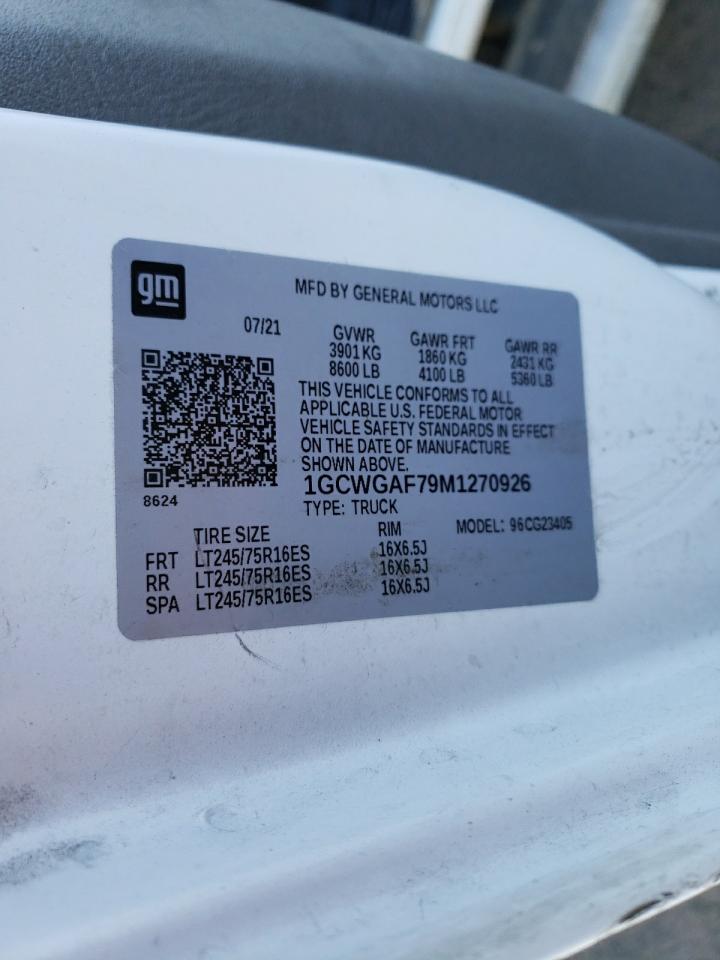 gm
MFD BY GENERAL MOTORS LLC
07/21
GVWR GAWR FRT GAWR RR
3901 KG 1860 KG 2431 KG
8600 LB 4100 LB 5360 LB
THIS VEHICLE CONFORMS TO ALL
APPLICABLE U.S. FEDERAL MOTOR
VEHICLE SAFETY STANDARDS IN EFFECT
ON THE DATE OF MANUFACTURE
SHOWN ABOVE.
8624
1GCWGAF79M1270926
TYPE: TRUCK
MODEL: 96CG23405
TIRE SIZE RIM
FRT LT245/75R16ES 16X6.5J
RR LT245/75R16ES 16X6.5J
SPA LT245/75R16ES 16X6.5J